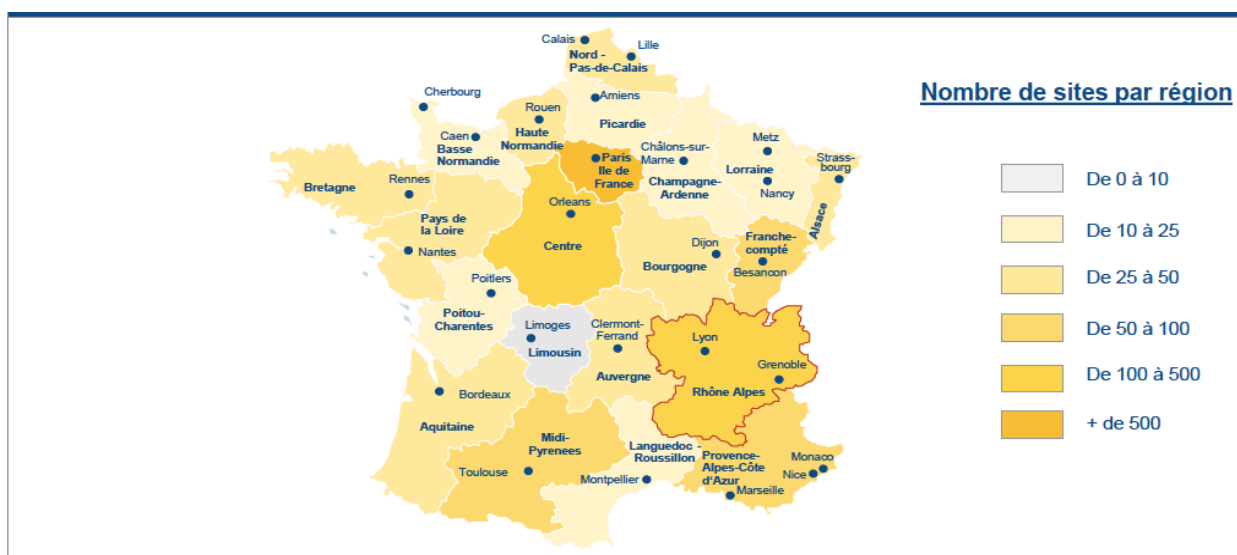 Nombre de sites par région
De 0 à 10
De 10 à 25
De 25 à 50
De 50 à 100
De 100 à 500
+ de 500
Calais
Lille
Nord -
Pas-de-Calais
Cherbourg
Amiens
Rouen
Picardie
Caen
Haute
Normandie
Basse
Normandie
Châlons-sur-
Marne
Metz
Paris
Ile de
France
Lorraine
Strass-
bourg
Champagne-
Ardenne
Nancy
Bretagne
Rennes
Orleans
Alsace
Pays de
la Loire
Centre
Dijon
Franche-
compté
Nantes
Bourgogne
Besancon
Poitlers
Poitou-
Charentes
Limoges
Limousin
Clermont-
Ferrand
Auvergne
Lyon
Grenoble
Rhône Alpes
Bordeaux
Aquitaine
Midi-
Pyrenees
Languedoc -
Roussillon
Provence-
Alpes-Côte
d'Azur
Monaco
Nice
Toulouse
Montpellier
Marseille